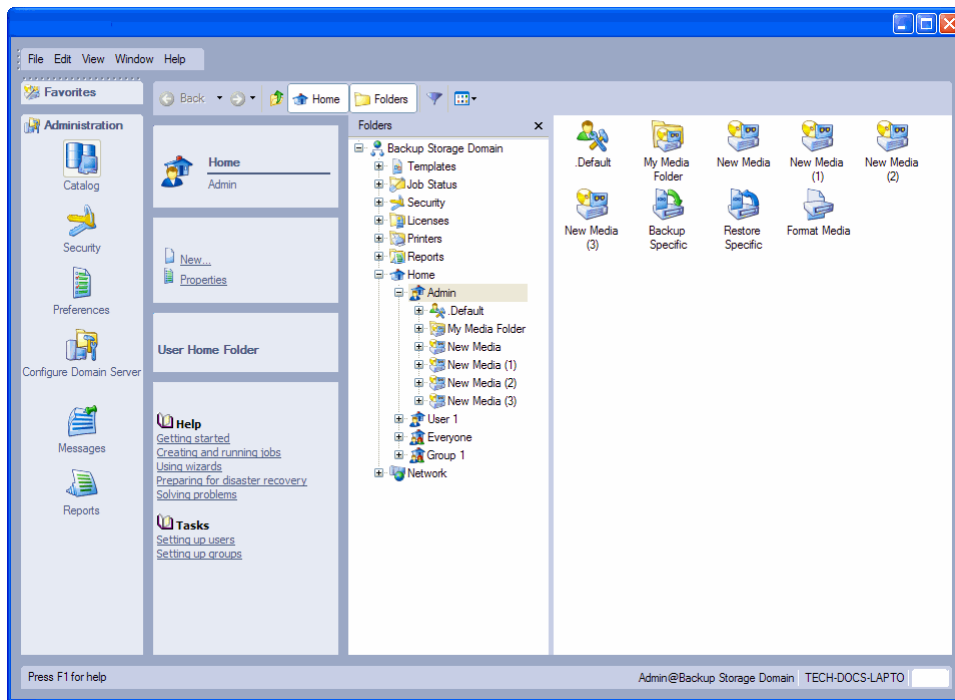 File Edit View Window Help
Favorites
Administration
Catalog
Security
Preferences
Configure Domain Server
Messages
Reports
Back
Home
Folders
Home
Admin
New...
Properties
User Home Folder
Help
Getting started
Creating and running jobs
Using wizards
Preparing for disaster recovery
Solving problems
Tasks
Setting up users
Setting up groups
Folders
Backup Storage Domain
Templates
Job Status
Security
Licenses
Printers
Reports
Home
Admin
.Default
My Media Folder
New Media
New Media (1)
New Media (2)
New Media (3)
User 1
Everyone
Group 1
Network
.Default
My Media
Folder
New Media
New Media
(1)
New Media
(2)
New Media
(3)
Backup
Specific
Restore
Specific
Format Media
Press F1 for help
Admin@Backup Storage Domain
TECH-DOCS-LAPTO